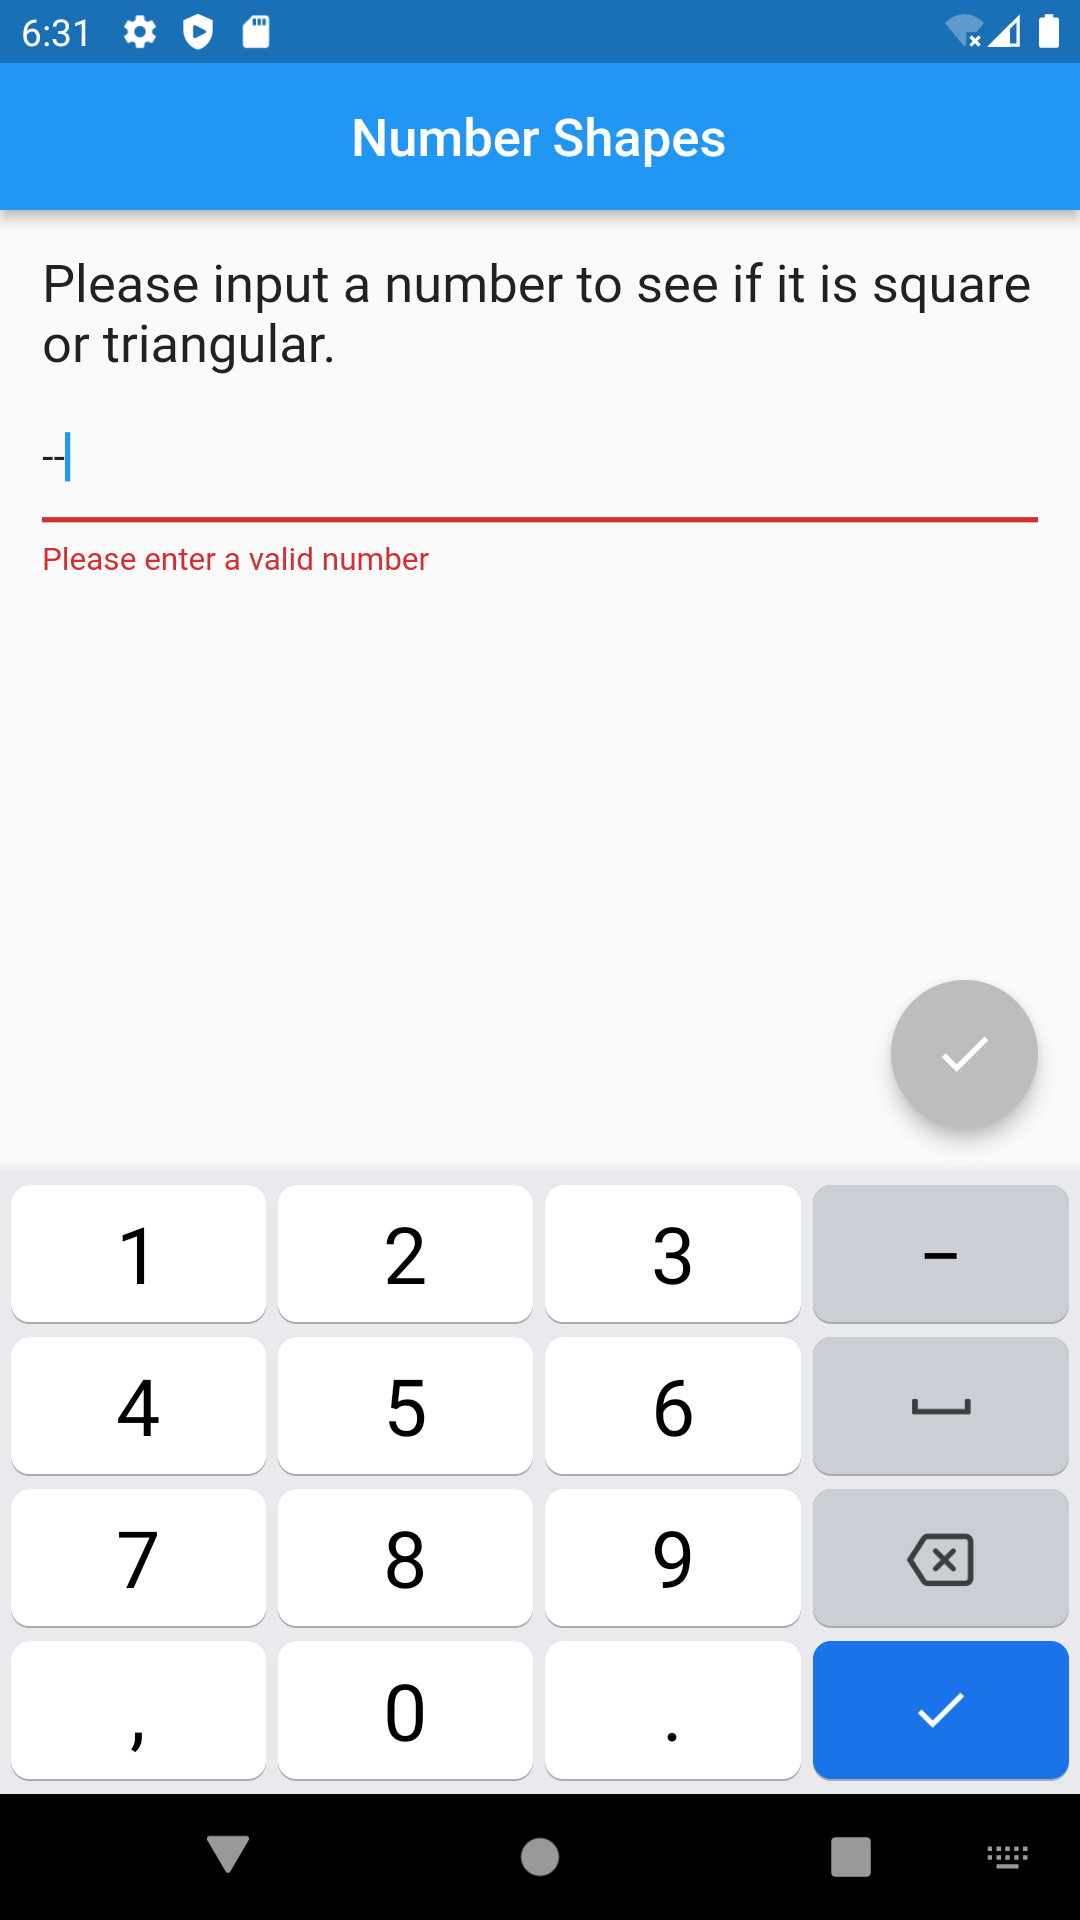 6:31
Number Shapes
Please input a number to see if it is square
or triangular.
--
Please enter a valid number
1 2 3 –
4 5 6
7 8 9
, 0 .